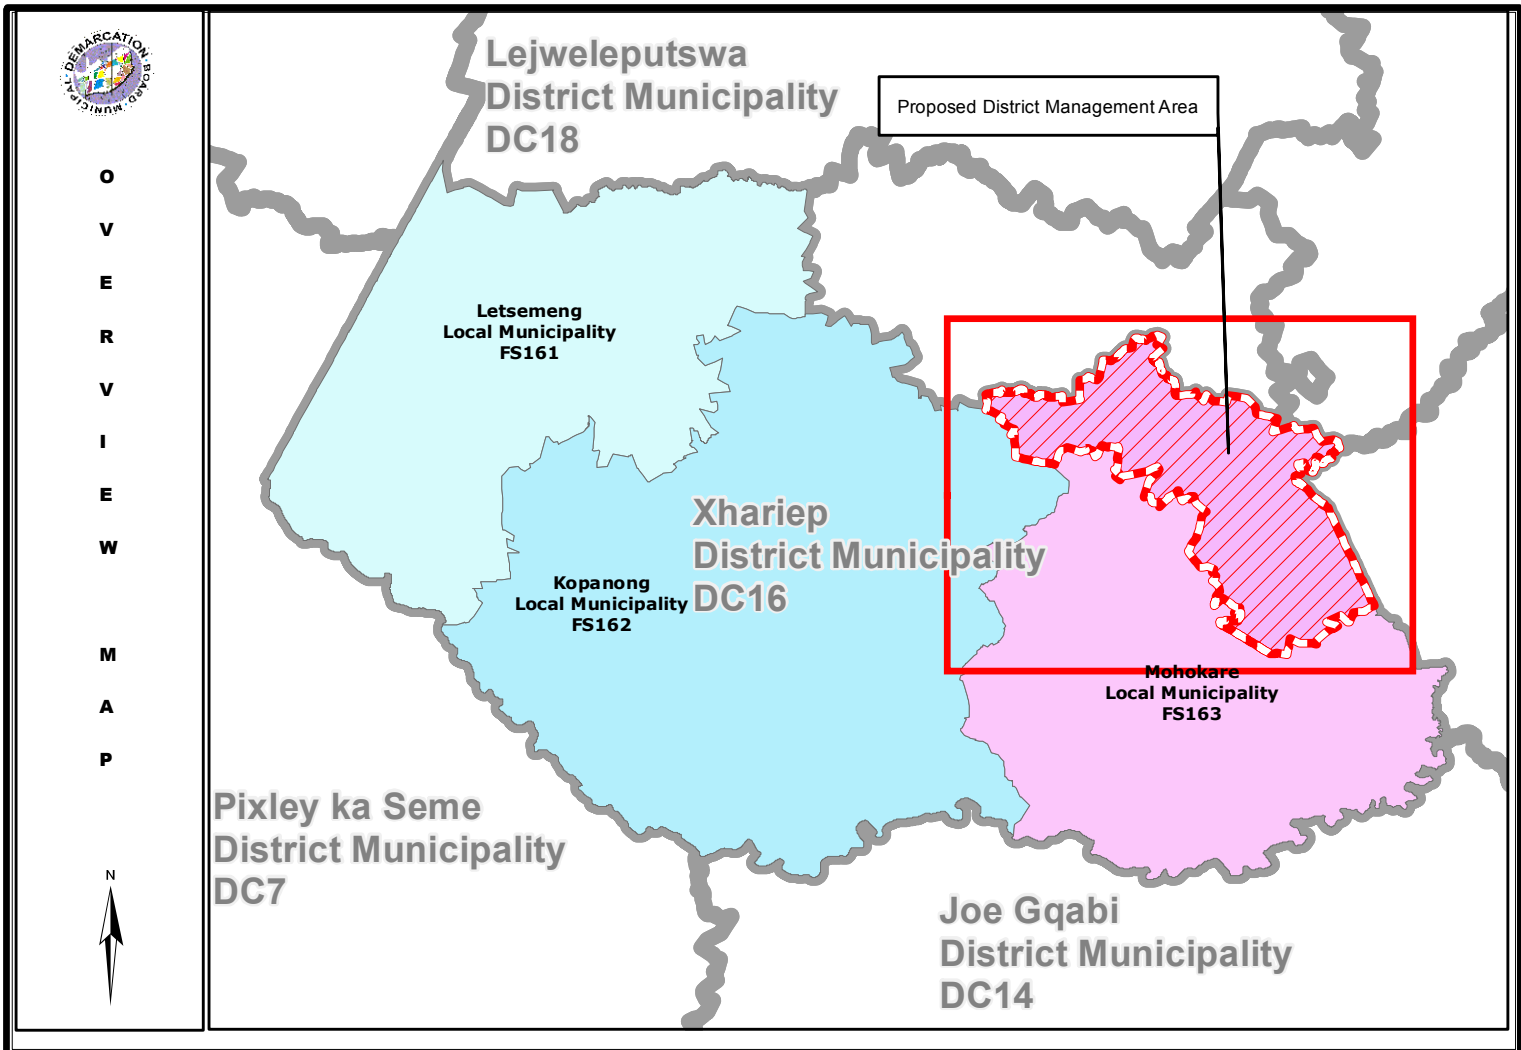 MUNICIPAL DEMARCATION BOARD
O
V
E
R
V
I
E
W
M
A
P
N
Lejweleputswa
District Municipality
DC18
Proposed District Management Area
Letsemeng
Local Municipality
FS161
Xhariep
District Municipality
DC16
Kopanong
Local Municipality
FS162
Mohokare
Local Municipality
FS163
Pixley ka Seme
District Municipality
DC7
Joe Gqabi
District Municipality
DC14